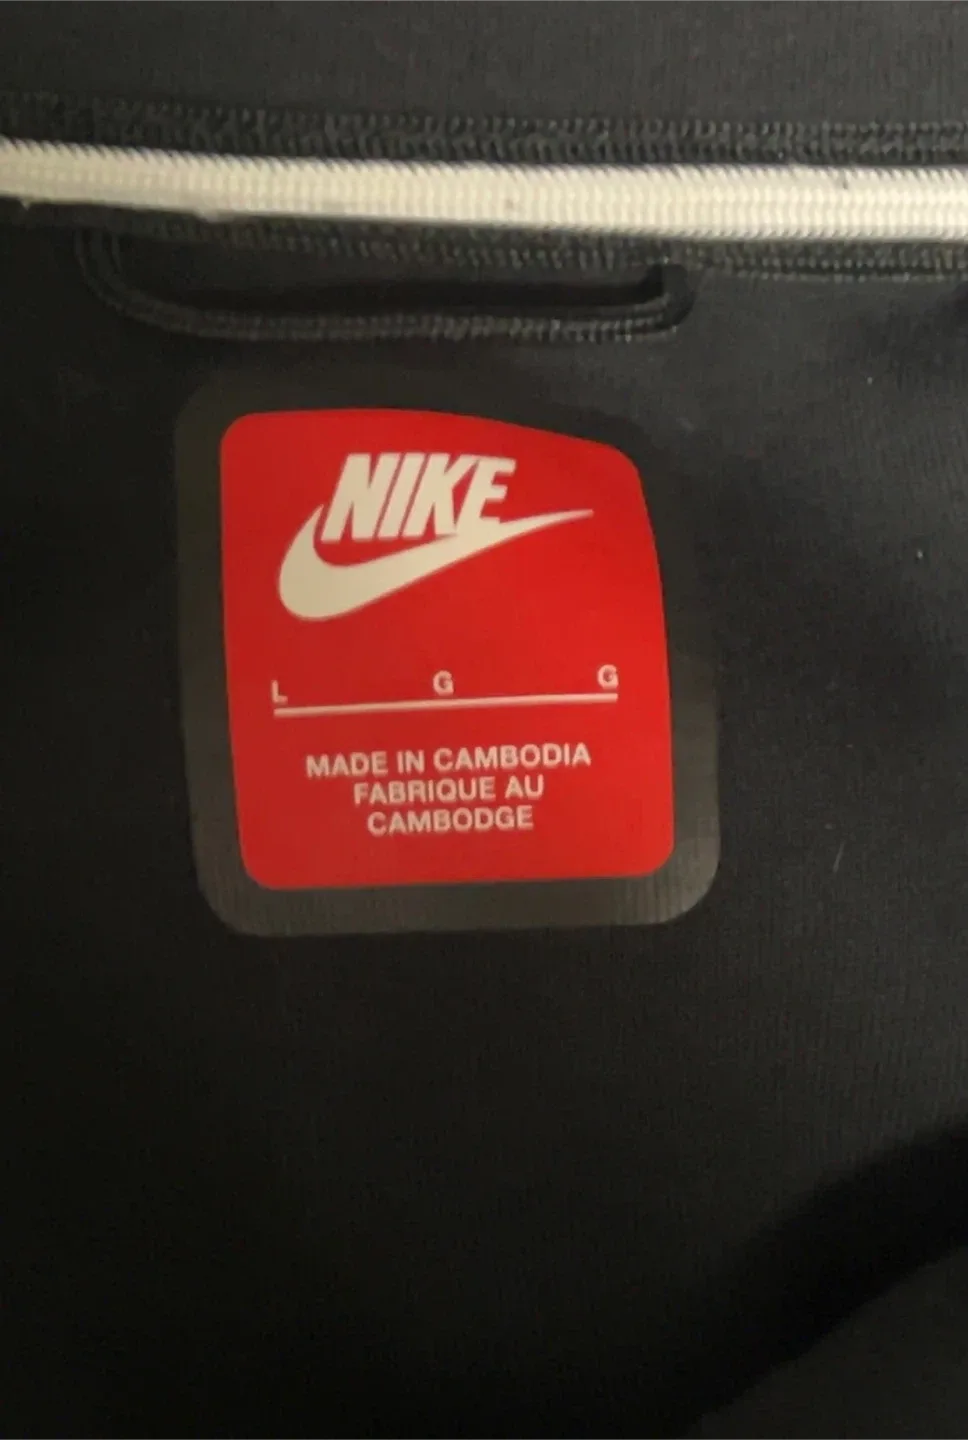 NIKE
L G G
MADE IN CAMBODIA
FABRIQUE AU
CAMBODGE